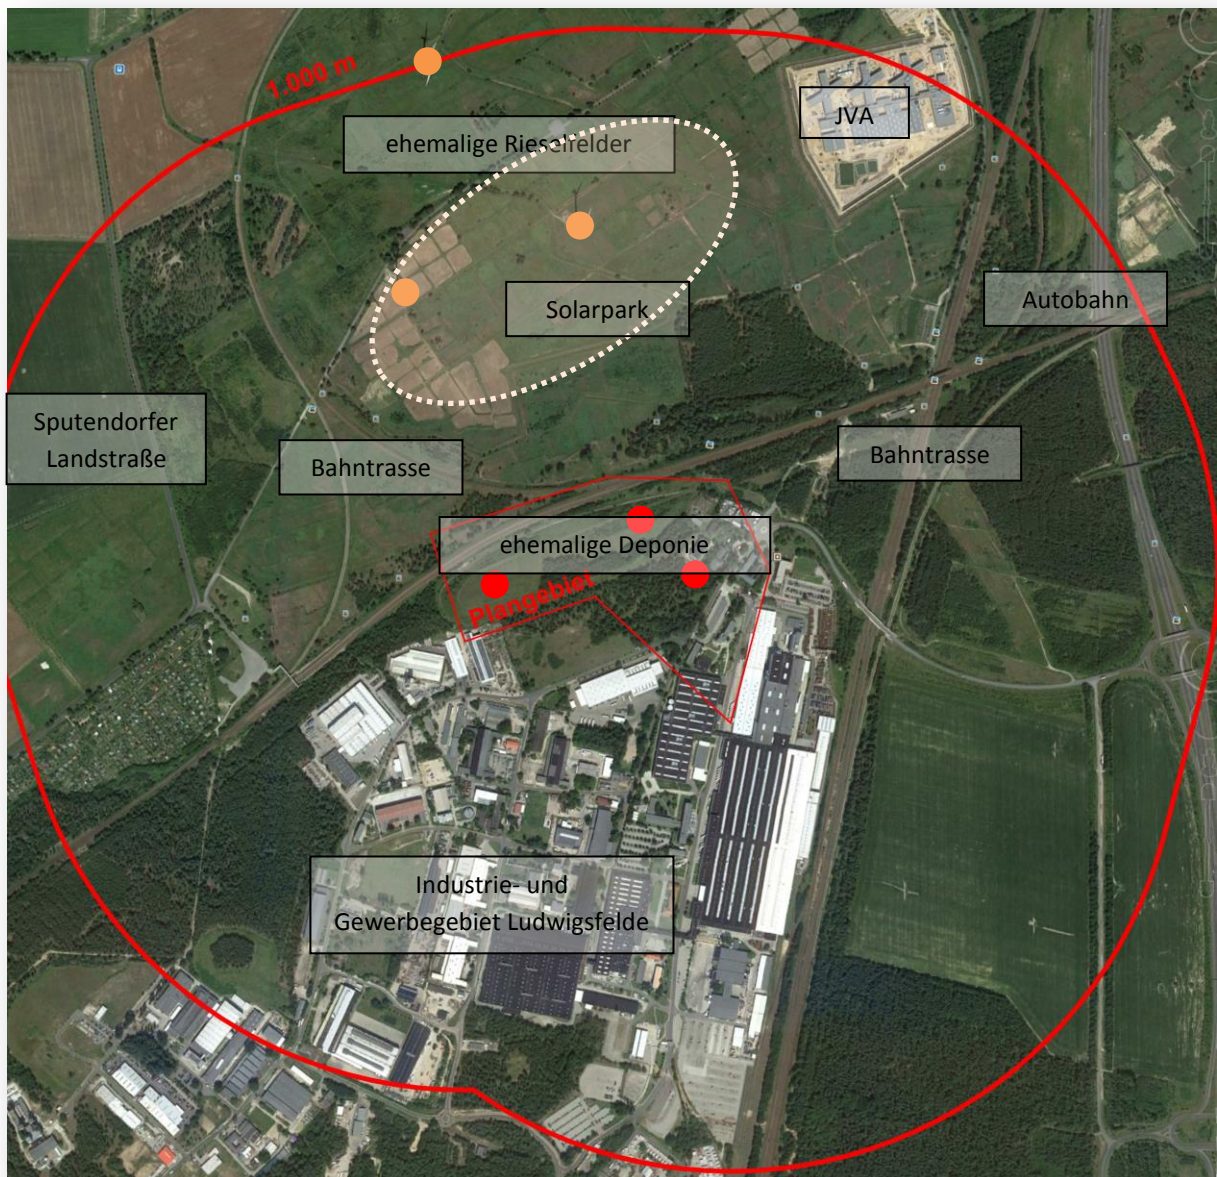 1.000 m
JVA
ehemalige Rieselfelder
Solarpark
Autobahn
Sputendorfer
Landstraße
Bahntrasse
Bahntrasse
ehemalige Deponie
Plangebiet
Industrie- und
Gewerbegebiet Ludwigsfelde